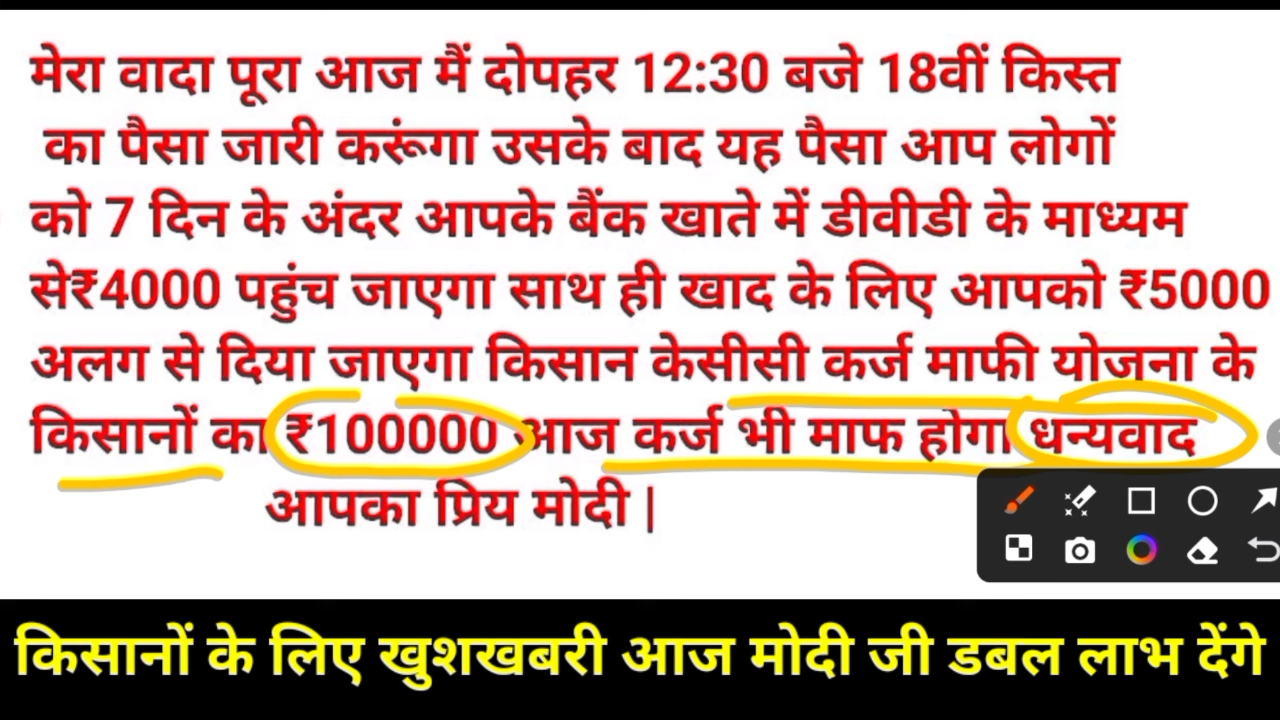 मेरा वादा पूरा आज मैं दोपहर 12:30 बजे 18वीं किस्त
का पैसा जारी करूंगा उसके बाद यह पैसा आप लोगों
को 7 दिन के अंदर आपके बैंक खाते में डीवीडी के माध्यम
से₹4000 पहुंच जाएगा साथ ही खाद के लिए आपको ₹5000
अलग से दिया जाएगा किसान केसीसी कर्ज माफी योजना के
किसानों का ₹100000 आज कर्ज भी माफ होगा धन्यवाद
आपका प्रिय मोदी |
किसानों के लिए खुशखबरी आज मोदी जी डबल लाभ देंगे